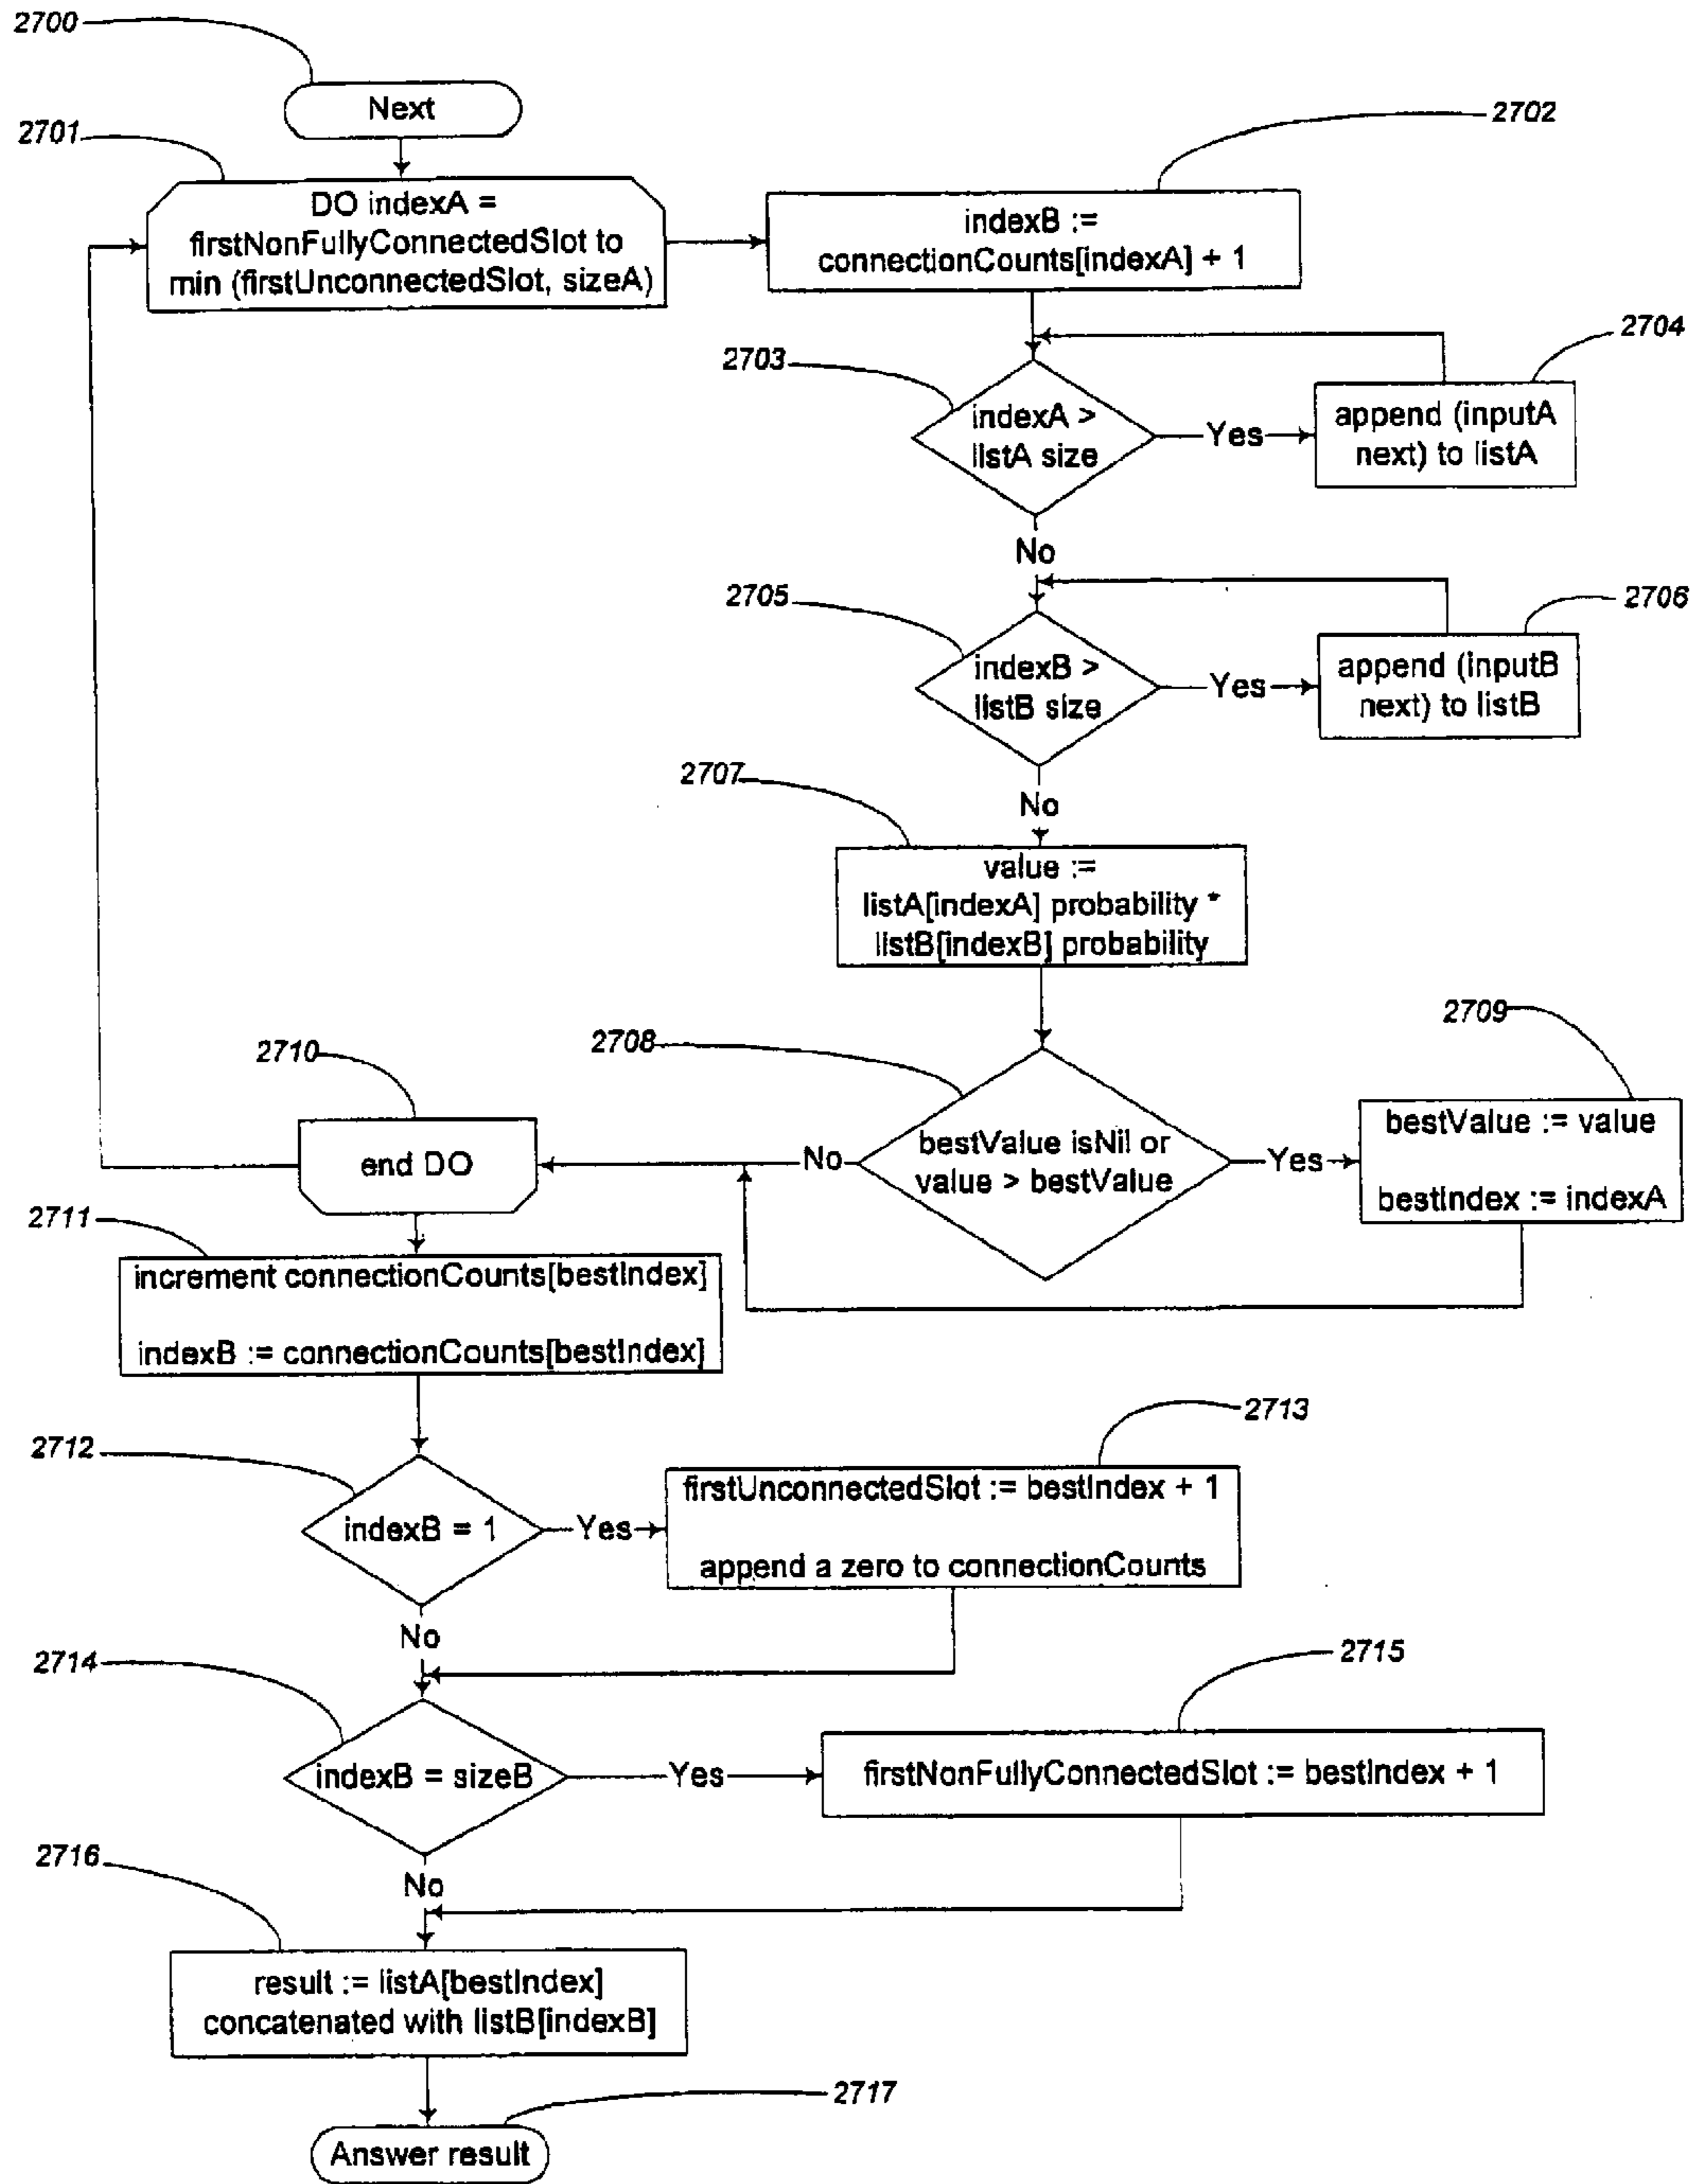 2700
Next
2701
DO indexA =
firstNonFullyConnectedSlot to
min (firstUnconnectedSlot, sizeA)
2702
indexB :=
connectionCounts[indexA] + 1
2703
indexA >
listA size
Yes
2704
append (inputA
next) to listA
No
2705
indexB >
listB size
Yes
2706
append (inputB
next) to listB
No
2707
value :=
listA[indexA] probability *
listB[indexB] probability
2708
bestValue isNil or
value > bestValue
Yes
2709
bestValue := value
bestIndex := indexA
No
2710
end DO
2711
increment connectionCounts[bestIndex]
indexB := connectionCounts[bestIndex]
2712
indexB = 1
Yes
2713
firstUnconnectedSlot := bestIndex + 1
append a zero to connectionCounts
No
2714
indexB = sizeB
Yes
2715
firstNonFullyConnectedSlot := bestIndex + 1
No
2716
result := listA[bestIndex]
concatenated with listB[indexB]
2717
Answer result